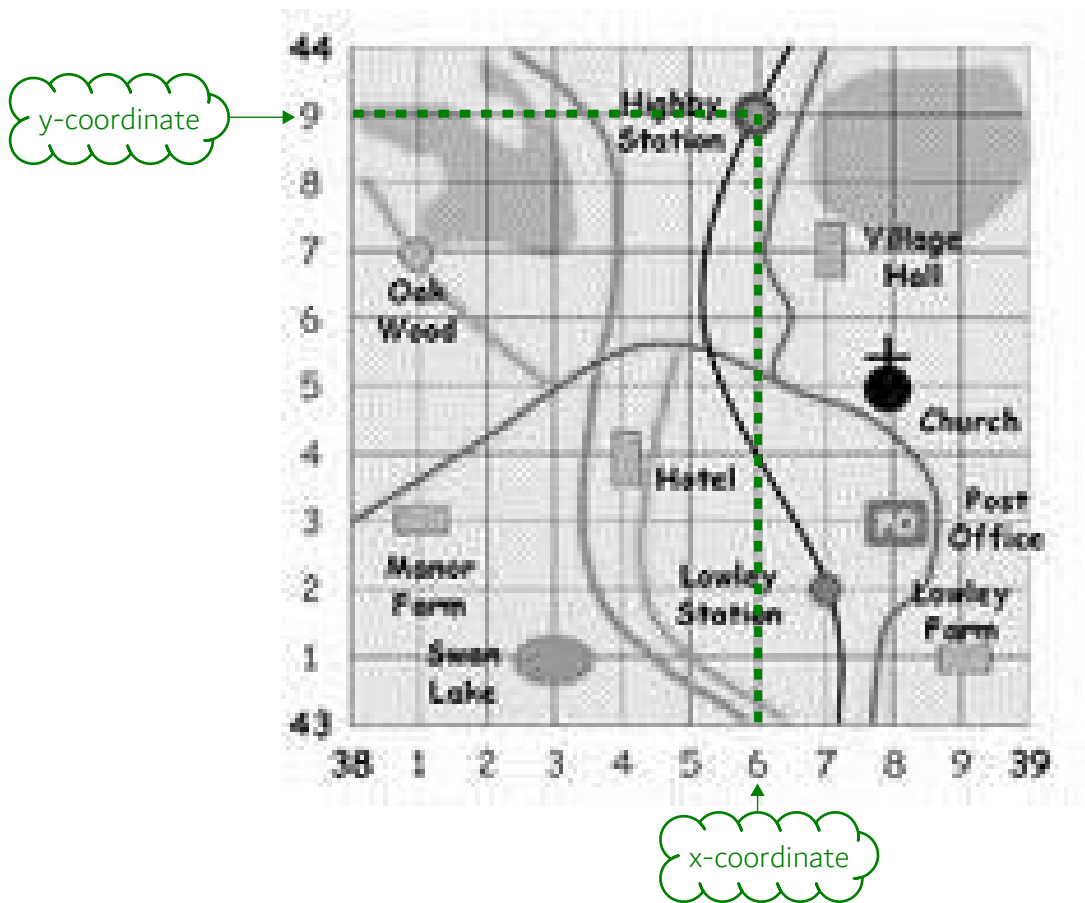 44
Highby
Station
y-coordinate
9
8
Village
Hall
7
Oak
Wood
6
5
Church
4
Hotel
Post
Office
PO
3
Manor
Farm
Lowley
Station
2
Lowley
Farm
Swan
Lake
1
43
38 1 2 3 4 5 6 7 8 9 39
x-coordinate